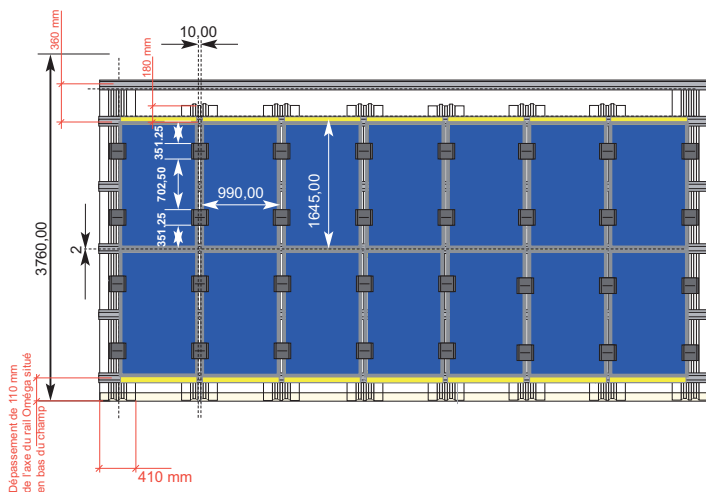 10,00
360 mm
180 mm
351.25
702,50
351,25
990,00
1645,00
2
3760,00
Dépassement de 110 mm
de l'axe du rail Oméga situé
en bas du champ
410 mm